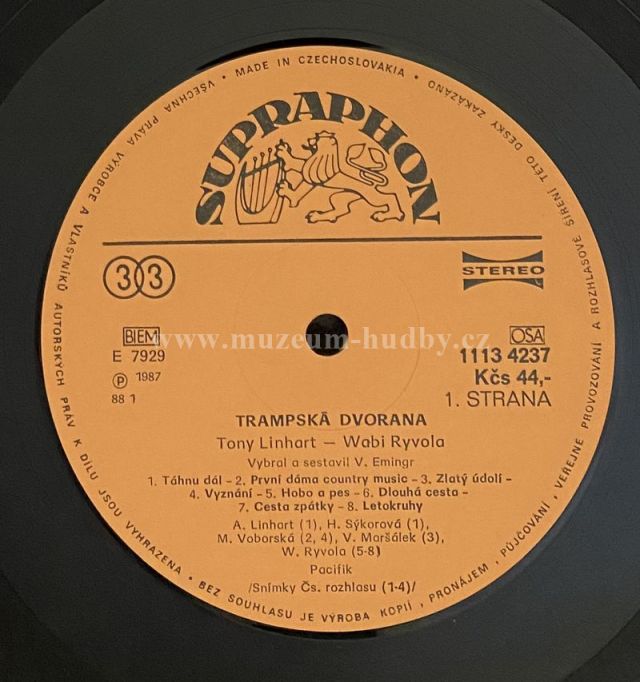 VŠECHNA PRÁVA VÝROBCE A VLASTNÍKŮ AUTORSKÝCH PRÁV K DÍLU JSOU VYHRAZENA • BEZ SOUHLASU JE VÝROBA KOPIÍ, PRONÁJEM, PŮJČOVÁNÍ, VEŘEJNÉ PROVOZOVÁNÍ A ROZHLASOVÉ ŠÍŘENÍ TÉTO DESKY ZAKÁZÁNO • MADE IN CZECHOSLOVAKIA •
SUPRAPHON
33
STEREO
www.muzeum-hudby.cz
BIEM
E 7929
Ⓟ 1987
88 1
OSA
1113 4237
Kčs 44,-
1. STRANA
TRAMPSKÁ DVORANA
Tony Linhart – Wabi Ryvola
Vybral a sestavil V. Emingr
1. Táhnu dál – 2. První dáma country music – 3. Zlatý údolí –
4. Vyznání – 5. Hobo a pes – 6. Dlouhá cesta –
7. Cesta zpátky – 8. Letokruhy
A. Linhart (1), H. Sýkorová (1),
M. Voborská (2, 4), V. Maršálek (3),
W. Ryvola (5-8)
Pacifik
/Snímky Čs. rozhlasu (1-4)/